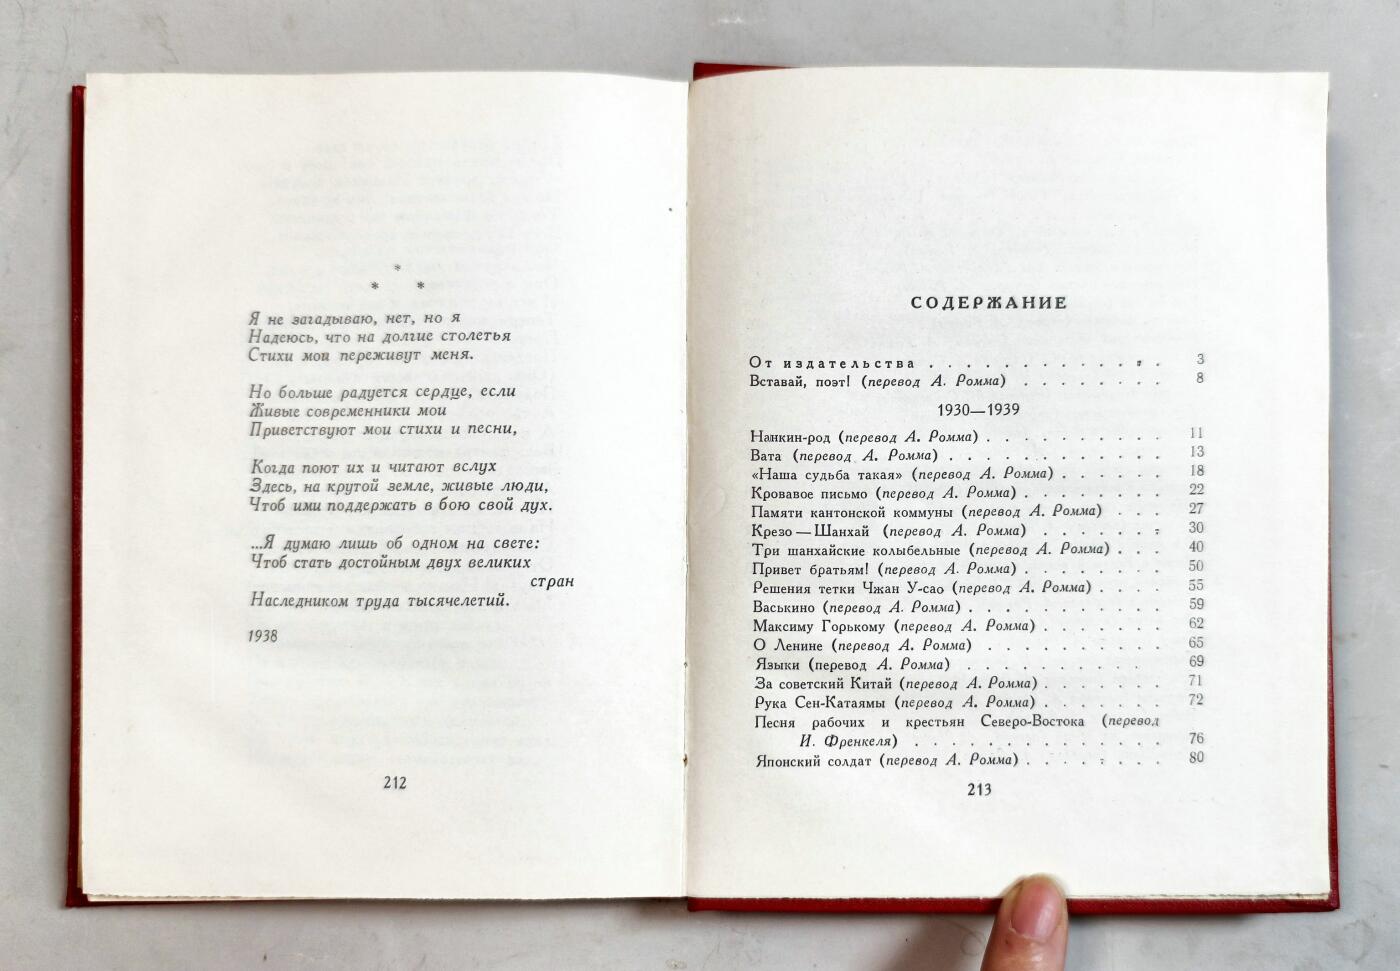 *
* *
Я не загадываю, нет, но я
Надеюсь, что на долгие столетья
Стихи мои переживут меня.
Но больше радуется сердце, если
Живые современники мои
Приветствуют мои стихи и песни,
Когда поют их и читают вслух
Здесь, на крутой земле, живые люди,
Чтоб ими поддержать в бою свой дух.
...Я думаю лишь об одном на свете:
Чтоб стать достойным двух великих
стран
Наследником труда тысячелетий.
1938
212
СОДЕРЖАНИЕ
От издательства . . . . . . . . . . . . . 3
Вставай, поэт! (перевод А. Ромма) . . . . . . . . 8
1930—1939
Нанкин-род (перевод А. Ромма) . . . . . . . . . . 11
Вата (перевод А. Ромма) . . . . . . . . . . . . 13
«Наша судьба такая» (перевод А. Ромма) . . . . . . 18
Кровавое письмо (перевод А. Ромма) . . . . . . . . 22
Памяти кантонской коммуны (перевод А. Ромма) . . . 27
Крезо — Шанхай (перевод А. Ромма) . . . . . . . 30
Три шанхайские колыбельные (перевод А. Ромма) . . . 40
Привет братьям! (перевод А. Ромма) . . . . . . . . 50
Решения тетки Чжан У-сао (перевод А. Ромма) . . . . 55
Васькино (перевод А. Ромма) . . . . . . . . . . . 59
Максиму Горькому (перевод А. Ромма) . . . . . . . 62
О Ленине (перевод А. Ромма) . . . . . . . . . . 65
Языки (перевод А. Ромма) . . . . . . . . . . 69
За советский Китай (перевод А. Ромма) . . . . . . . 71
Рука Сен-Катаямы (перевод А. Ромма) . . . . . . . 72
Песня рабочих и крестьян Северо-Востока (перевод
И. Френкеля) . . . . . . . . . . . . . 76
Японский солдат (перевод А. Ромма) . . . . . . . . 80
213